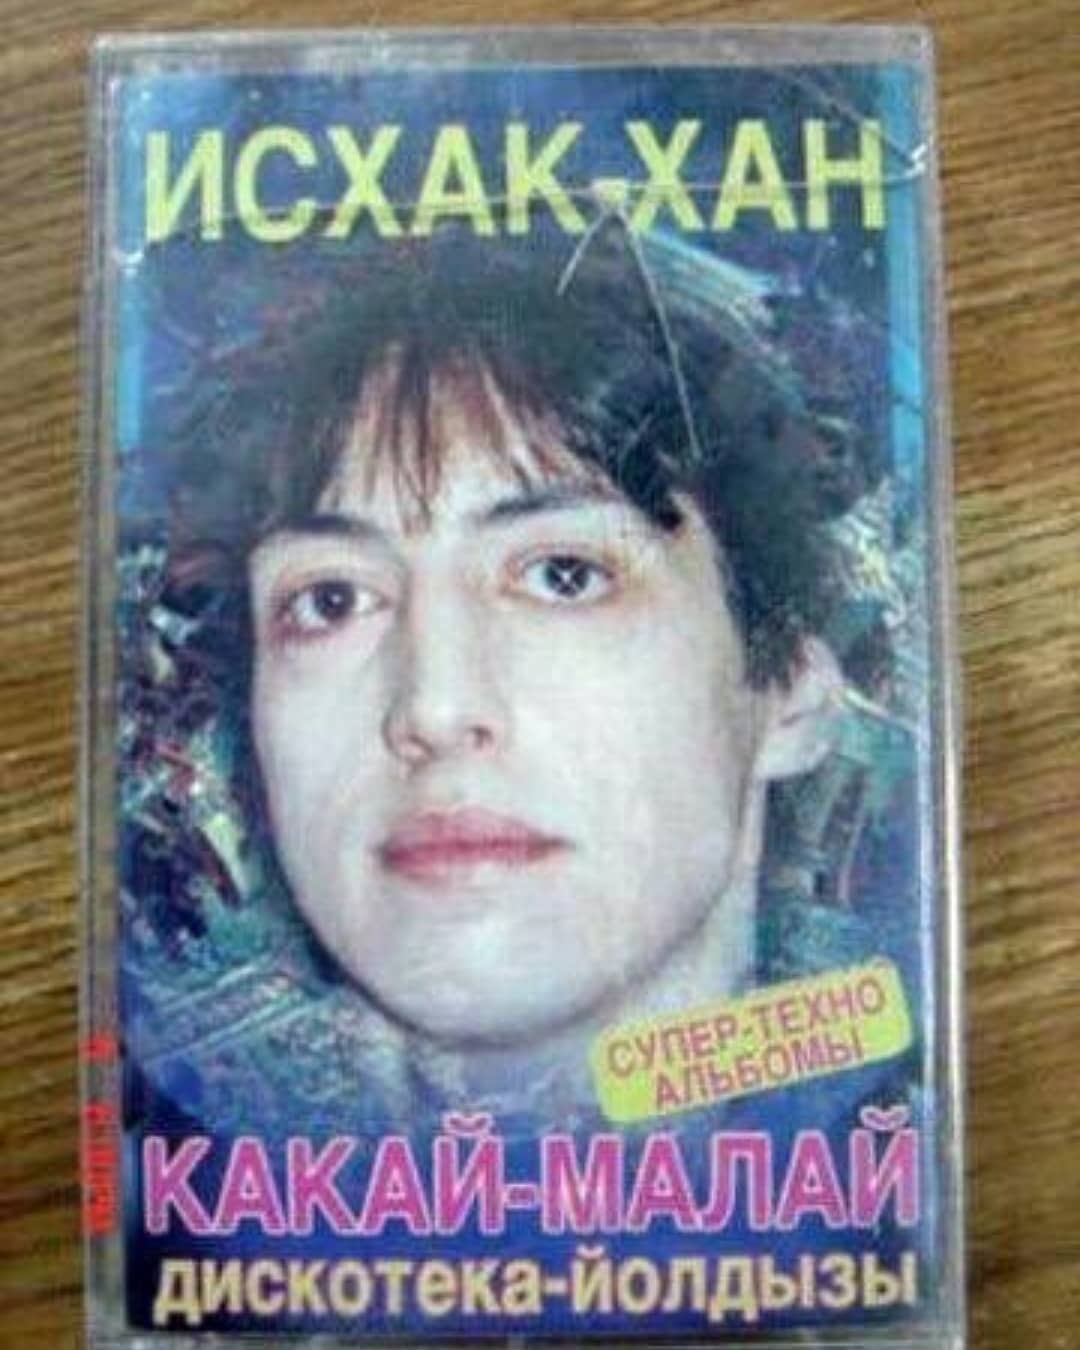 ИСХАК-ХАН
СУПЕР-ТЕХНО
АЛЬБОМЫ
КАКАЙ-МАЛАЙ
дискотека-йолдызы